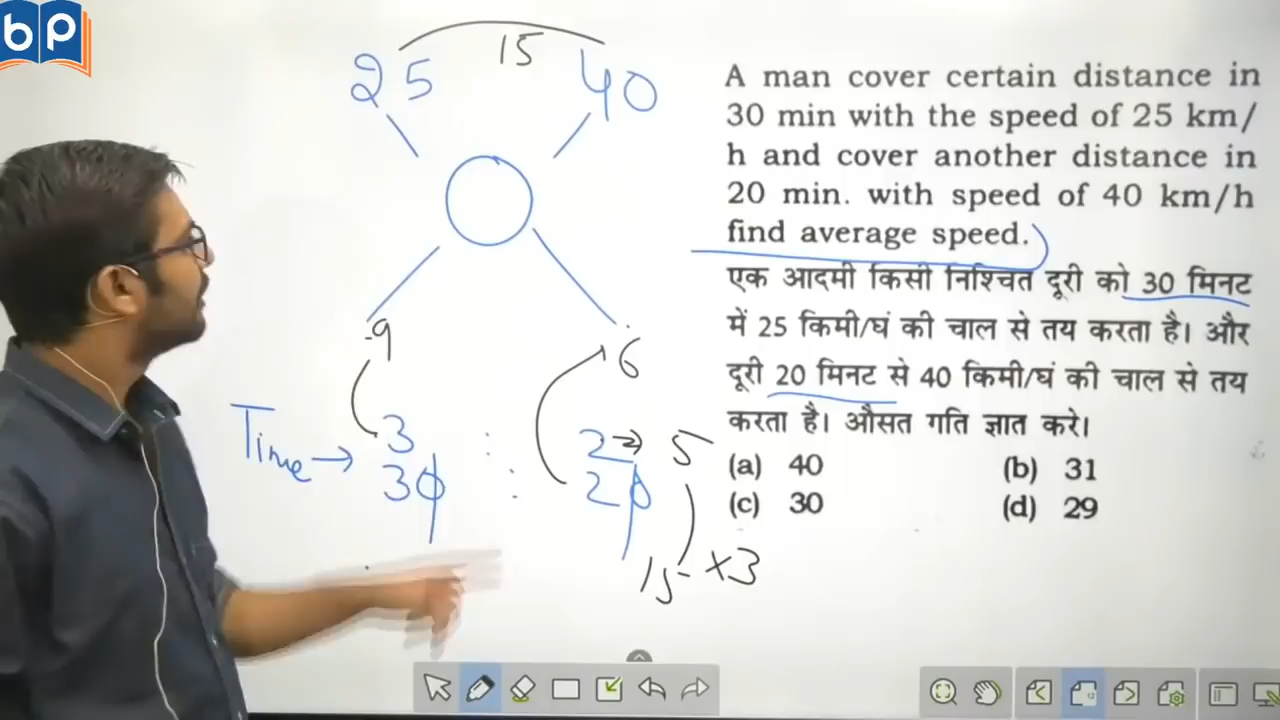 bp
15
25 40
9 6
3 : 2 → 5
Time → 30 : 20
15 ×3
A man cover certain distance in
30 min with the speed of 25 km/
h and cover another distance in
20 min. with speed of 40 km/h
find average speed.
एक आदमी किसी निश्चित दूरी को 30 मिनट
में 25 किमी/घं की चाल से तय करता है। और
दूरी 20 मिनट से 40 किमी/घं की चाल से तय
करता है। औसत गति ज्ञात करे।
(a) 40 (b) 31
(c) 30 (d) 29